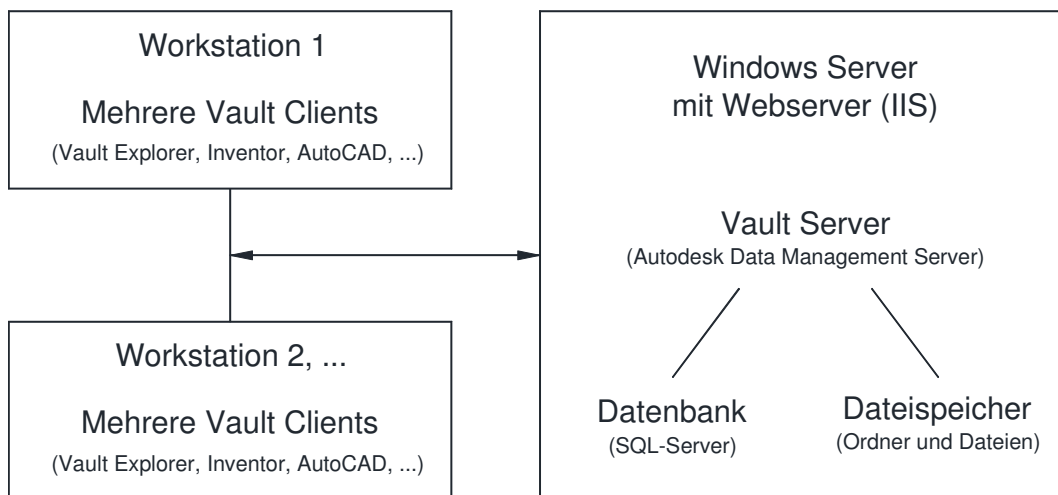 Workstation 1
Mehrere Vault Clients
(Vault Explorer, Inventor, AutoCAD, ...)
Workstation 2, ...
Mehrere Vault Clients
(Vault Explorer, Inventor, AutoCAD, ...)
Windows Server
mit Webserver (IIS)
Vault Server
(Autodesk Data Management Server)
Datenbank
(SQL-Server)
Dateispeicher
(Ordner und Dateien)